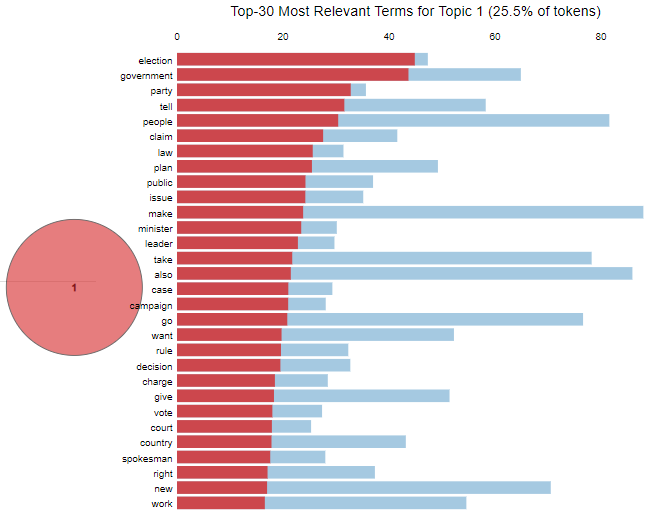 Top-30 Most Relevant Terms for Topic 1 (25.5% of tokens)
0 20 40 60 80
election
government
party
tell
people
claim
law
plan
public
issue
make
minister
leader
take
also
1
case
campaign
go
want
rule
decision
charge
give
vote
court
country
spokesman
right
new
work